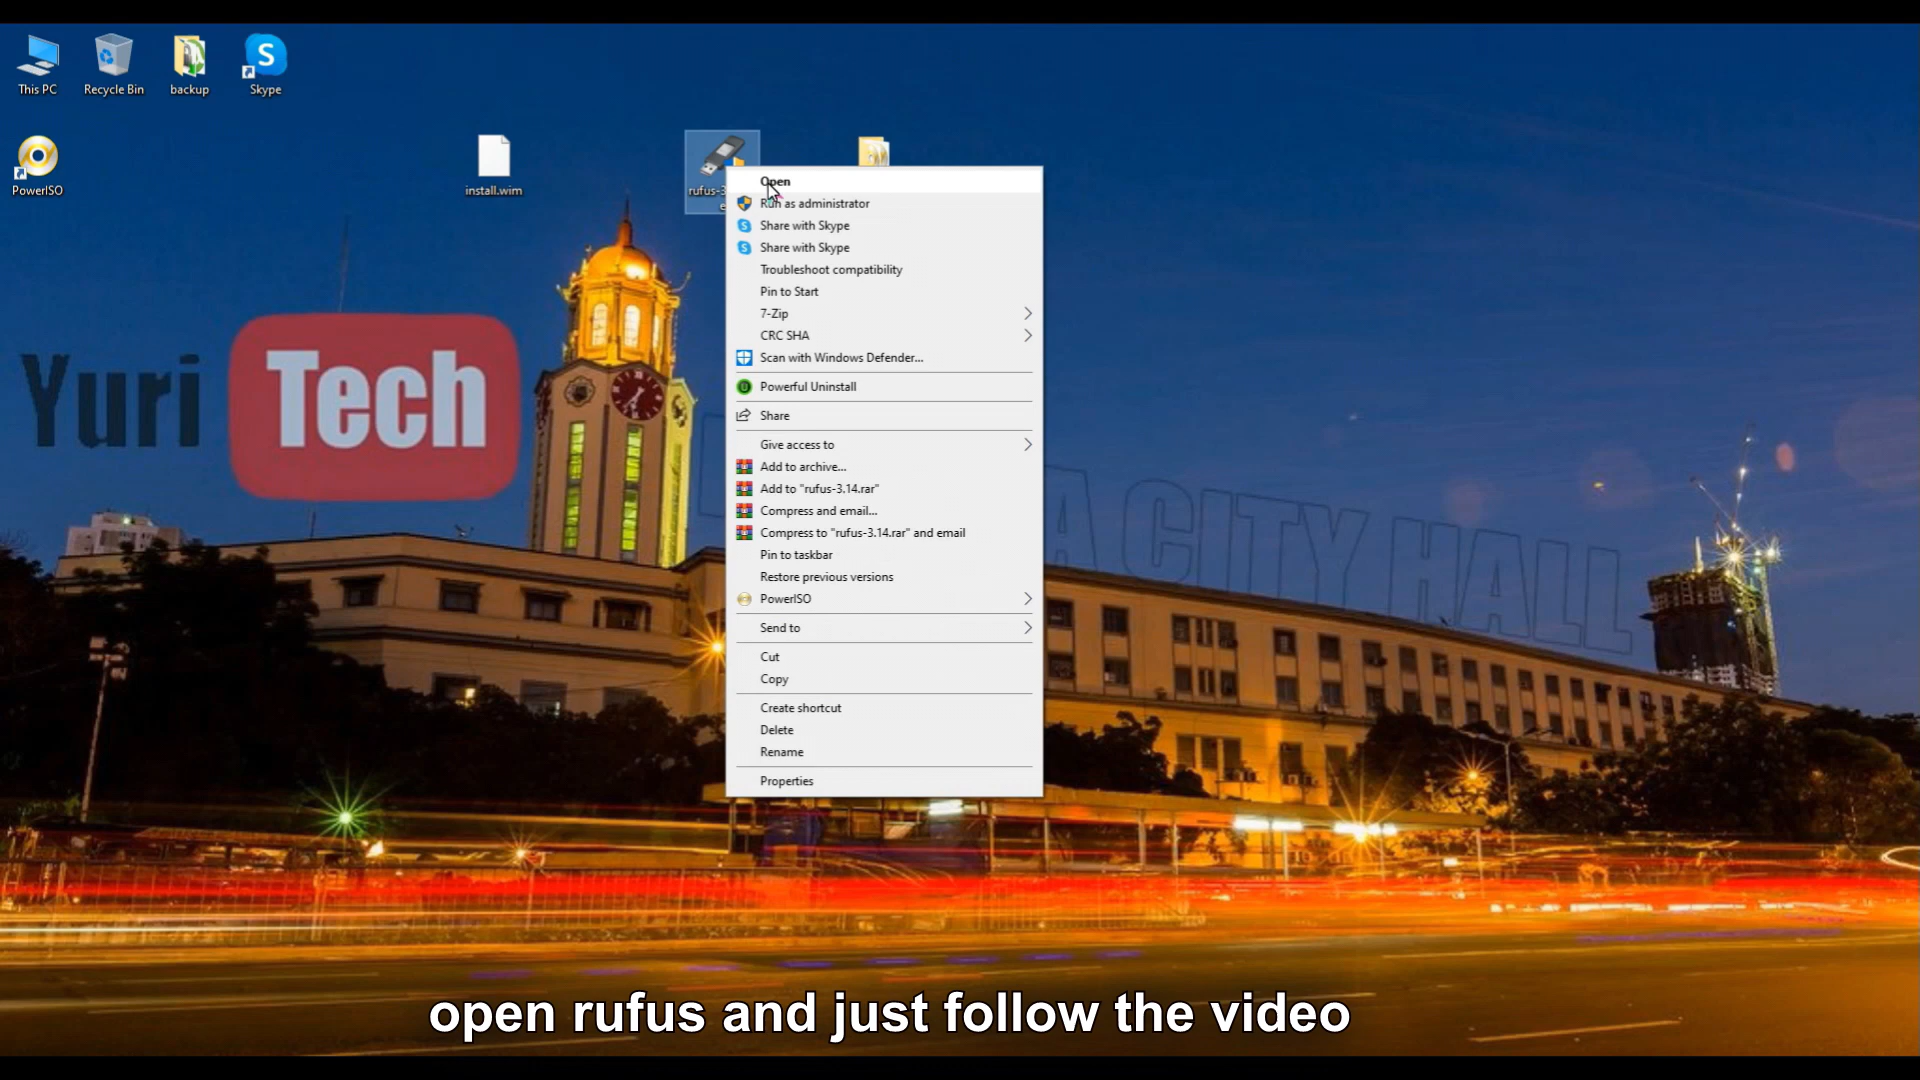 This PC
Recycle Bin
backup
Skype
PowerISO
install.wim
Open
Run as administrator
Share with Skype
Share with Skype
Troubleshoot compatibility
Pin to Start
7-Zip
CRC SHA
Scan with Windows Defender...
Powerful Uninstall
Share
Give access to
Add to archive...
Add to "rufus-3.14.rar"
Compress and email...
Compress to "rufus-3.14.rar" and email
Pin to taskbar
Restore previous versions
PowerISO
Send to
Cut
Copy
Create shortcut
Delete
Rename
Properties
Yuri Tech
CITY HALL
open rufus and just follow the video